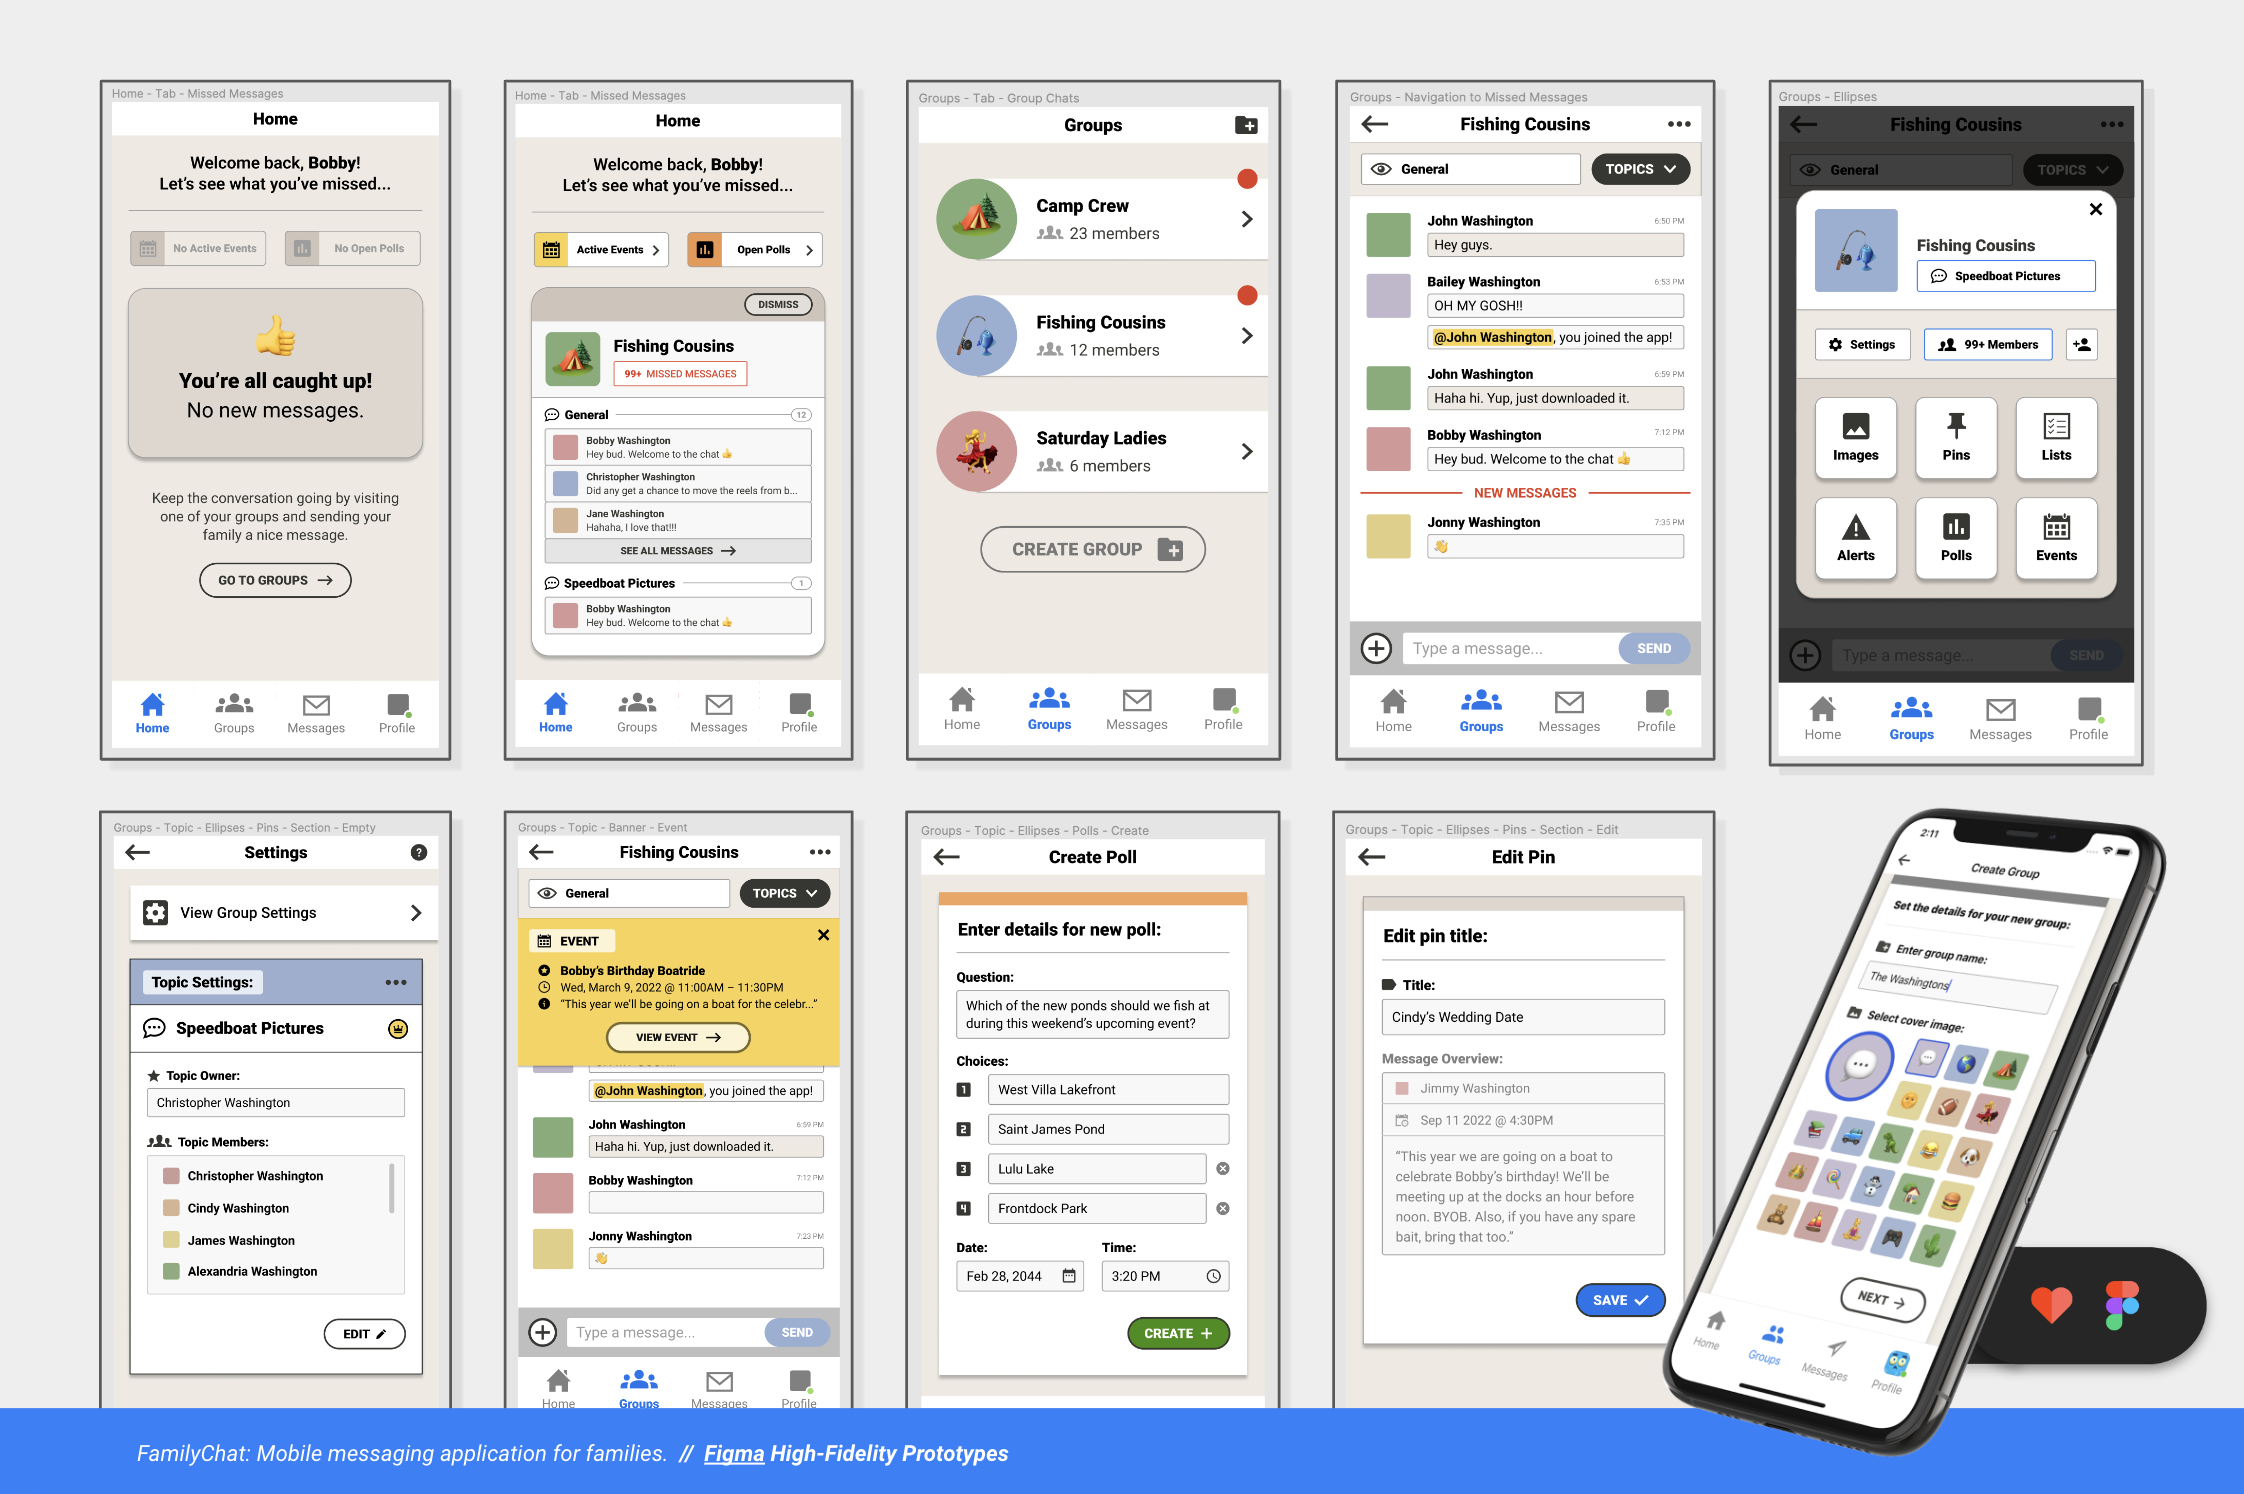 Home - Tab - Missed Messages
Home
Welcome back, Bobby!
Let's see what you've missed...
No Active Events
No Open Polls
You're all caught up!
No new messages.
Keep the conversation going by visiting
one of your groups and sending your
family a nice message.
GO TO GROUPS
Home
Groups
Messages
Profile
Home - Tab - Missed Messages
Home
Welcome back, Bobby!
Let's see what you've missed...
Active Events
Open Polls
DISMISS
Fishing Cousins
99+ MISSED MESSAGES
General
12
Bobby Washington
Hey bud. Welcome to the chat 👍
Christopher Washington
Did any get a chance to move the reels from b...
Jane Washington
Hahaha, I love that!!!
SEE ALL MESSAGES
Speedboat Pictures
1
Bobby Washington
Hey bud. Welcome to the chat 👍
Home
Groups
Messages
Profile
Groups - Tab - Group Chats
Groups
Camp Crew
23 members
Fishing Cousins
12 members
Saturday Ladies
6 members
CREATE GROUP
Home
Groups
Messages
Profile
Groups - Navigation to Missed Messages
Fishing Cousins
General
TOPICS
John Washington
6:50 PM
Hey guys.
Bailey Washington
6:53 PM
OH MY GOSH!!
@John Washington, you joined the app!
John Washington
6:59 PM
Haha hi. Yup, just downloaded it.
Bobby Washington
7:12 PM
Hey bud. Welcome to the chat 👍
NEW MESSAGES
Jonny Washington
7:35 PM
👋
Type a message...
SEND
Home
Groups
Messages
Profile
Groups - Ellipses
Fishing Cousins
General
TOPICS
Fishing Cousins
Speedboat Pictures
Settings
99+ Members
Images
Pins
Lists
Alerts
Polls
Events
Type a message...
SEND
Home
Groups
Messages
Profile
Groups - Topic - Ellipses - Pins - Section - Empty
Settings
View Group Settings
Topic Settings:
Speedboat Pictures
Topic Owner:
Christopher Washington
Topic Members:
Christopher Washington
Cindy Washington
James Washington
Alexandria Washington
EDIT
Groups - Topic - Banner - Event
Fishing Cousins
General
TOPICS
EVENT
Bobby's Birthday Boatride
Wed, March 9, 2022 @ 11:00AM – 11:30PM
"This year we'll be going on a boat for the celebr..."
VIEW EVENT
@John Washington, you joined the app!
John Washington
6:59 PM
Haha hi. Yup, just downloaded it.
Bobby Washington
7:12 PM
Jonny Washington
7:23 PM
👋
Type a message...
SEND
Home
Groups
Messages
Profile
Groups - Topic - Ellipses - Polls - Create
Create Poll
Enter details for new poll:
Question:
Which of the new ponds should we fish at
during this weekend's upcoming event?
Choices:
1 West Villa Lakefront
2 Saint James Pond
3 Lulu Lake
4 Frontdock Park
Date:
Time:
Feb 28, 2044
3:20 PM
CREATE +
Groups - Topic - Ellipses - Pins - Section - Edit
Edit Pin
Edit pin title:
Title:
Cindy's Wedding Date
Message Overview:
Jimmy Washington
Sep 11 2022 @ 4:30PM
"This year we are going on a boat to
celebrate Bobby's birthday! We'll be
meeting up at the docks an hour before
noon. BYOB. Also, if you have any spare
bait, bring that too."
SAVE
2:11
Create Group
Set the details for your new group:
Enter group name:
The Washingtons
Select cover image:
NEXT
Home
Groups
Messages
Profile
FamilyChat: Mobile messaging application for families. // Figma High-Fidelity Prototypes